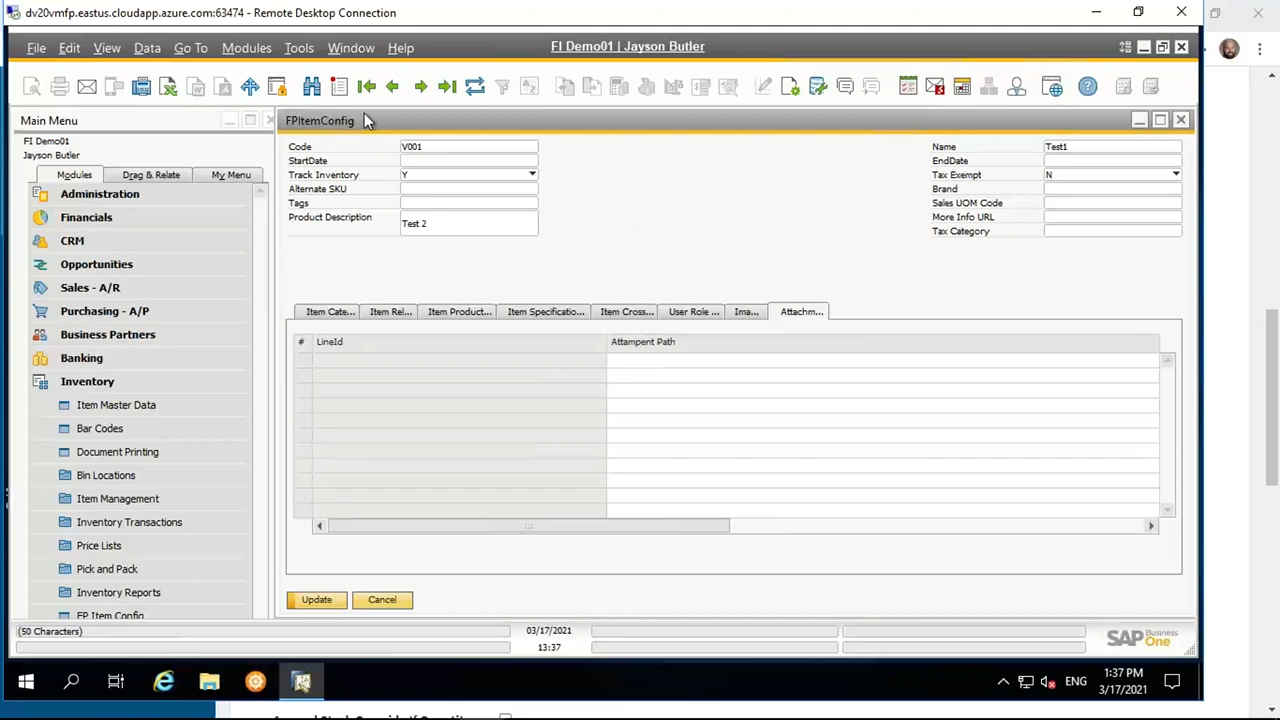 dv20vmfp.eastus.cloudapp.azure.com:63474 - Remote Desktop Connection
File Edit View Data Go To Modules Tools Window Help
FI Demo01 | Jayson Butler
Main Menu
FI Demo01
Jayson Butler
Modules Drag & Relate My Menu
Administration
Financials
CRM
Opportunities
Sales - A/R
Purchasing - A/P
Business Partners
Banking
Inventory
Item Master Data
Bar Codes
Document Printing
Bin Locations
Item Management
Inventory Transactions
Price Lists
Pick and Pack
Inventory Reports
FP Item Config
FPItemConfig
Code V001
StartDate
Track Inventory Y
Alternate SKU
Tags
Product Description Test 2
Name Test1
EndDate
Tax Exempt N
Brand
Sales UOM Code
More Info URL
Tax Category
Item Cate... Item Rel... Item Product... Item Specificatio... Item Cross... User Role ... Ima... Attachm...
# LineId Attampent Path
Update Cancel
(50 Characters)
03/17/2021
13:37
SAP Business One
ENG
1:37 PM
3/17/2021